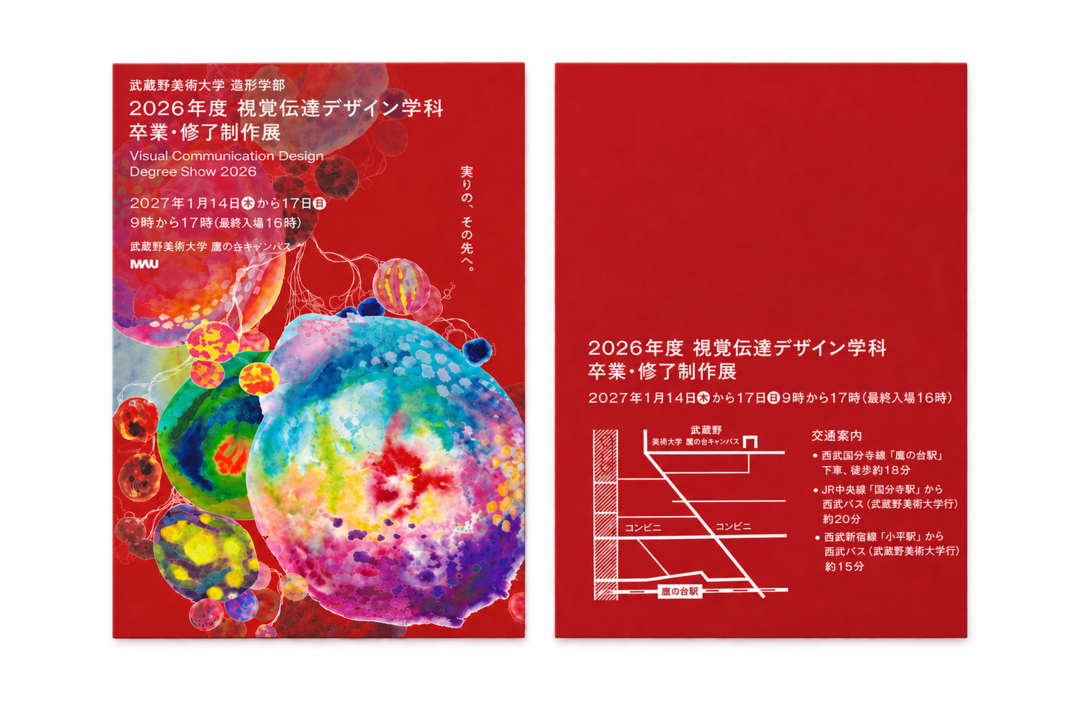 武蔵野美術大学 造形学部
2026年度 視覚伝達デザイン学科
卒業・修了制作展
Visual Communication Design
Degree Show 2026
2027年1月14日木から17日日
9時から17時(最終入場16時)
武蔵野美術大学 鷹の台キャンパス
MAU
実りの、その先へ。
2026年度 視覚伝達デザイン学科
卒業・修了制作展
2027年1月14日木から17日日9時から17時(最終入場16時)
武蔵野
美術大学 鷹の台キャンパス
コンビニ
コンビニ
鷹の台駅
交通案内
•西武国分寺線「鷹の台駅」
下車、徒歩約18分
•JR中央線「国分寺駅」から
西武バス(武蔵野美術大学行)
約20分
•西武新宿線「小平駅」から
西武バス(武蔵野美術大学行)
約15分